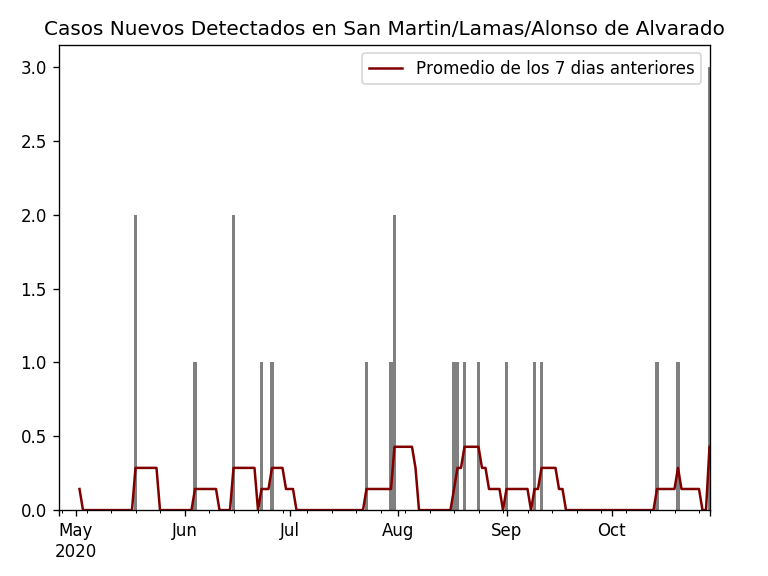 Casos Nuevos Detectados en San Martin/Lamas/Alonso de Alvarado
Promedio de los 7 dias anteriores
3.0
2.5
2.0
1.5
1.0
0.5
0.0
May Jun Jul Aug Sep Oct
2020